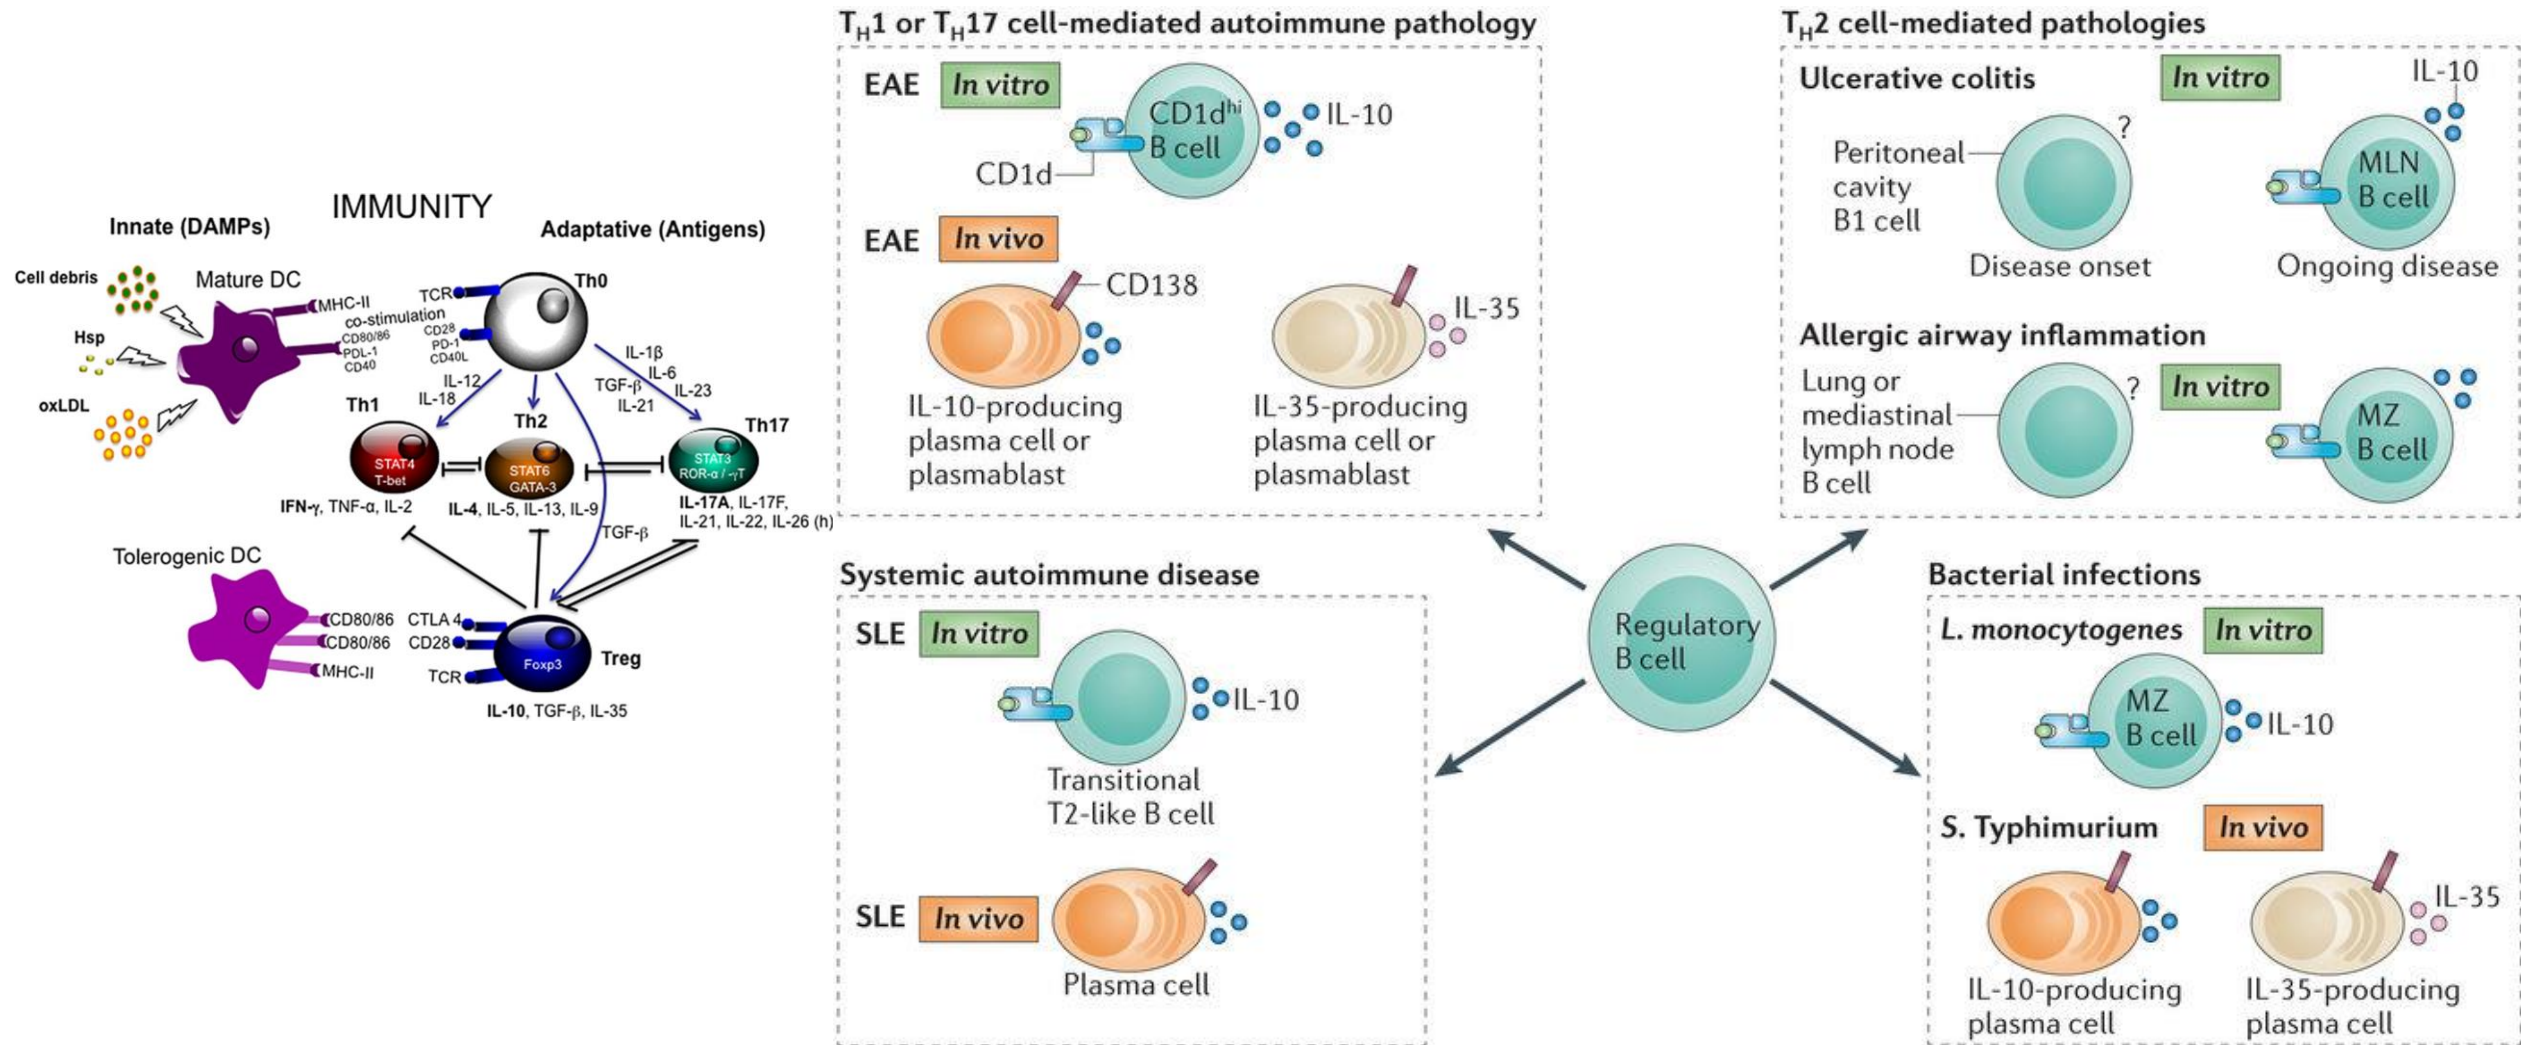 IMMUNITY
Innate (DAMPs)
Adaptative (Antigens)
Cell debris
Mature DC
Th0
MHC-II
TCR
co-stimulation
CD80/86
PDL-1
CD40
CD28
PD-1
CD40L
Hsp
oxLDL
IL-12
IL-18
IL-1β
IL-6
TGF-β
IL-23
IL-21
Th1
Th2
Th17
STAT4
T-bet
STAT6
GATA-3
STAT3
ROR-α / -γT
IFN-γ, TNF-α, IL-2
IL-4, IL-5, IL-13, IL-9
IL-17A, IL-17F,
IL-21, IL-22, IL-26 (h)
TGF-β
Tolerogenic DC
CD80/86
CD80/86
MHC-II
CTLA 4
CD28
TCR
Foxp3
Treg
IL-10, TGF-β, IL-35
TH1 or TH17 cell-mediated autoimmune pathology
EAE
In vitro
CD1dhi
B cell
IL-10
CD1d
EAE
In vivo
CD138
IL-35
IL-10-producing
plasma cell or
plasmablast
IL-35-producing
plasma cell or
plasmablast
TH2 cell-mediated pathologies
Ulcerative colitis
In vitro
IL-10
Peritoneal
cavity
B1 cell
?
MLN
B cell
Disease onset
Ongoing disease
Allergic airway inflammation
Lung or
mediastinal
lymph node
B cell
?
In vitro
MZ
B cell
Regulatory
B cell
Systemic autoimmune disease
SLE
In vitro
IL-10
Transitional
T2-like B cell
SLE
In vivo
Plasma cell
Bacterial infections
L. monocytogenes
In vitro
MZ
B cell
IL-10
S. Typhimurium
In vivo
IL-35
IL-10-producing
plasma cell
IL-35-producing
plasma cell